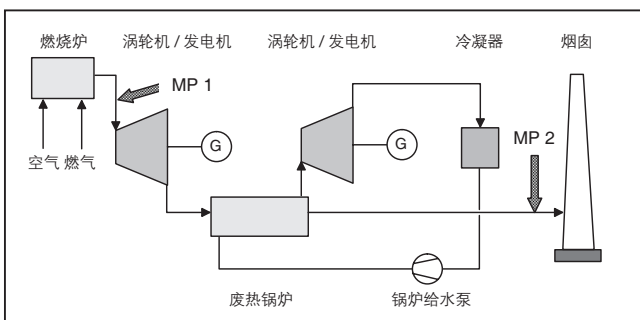 燃烧炉
涡轮机 / 发电机
涡轮机 / 发电机
冷凝器
烟囱
MP 1
MP 2
G
G
空气 燃气
废热锅炉
锅炉给水泵